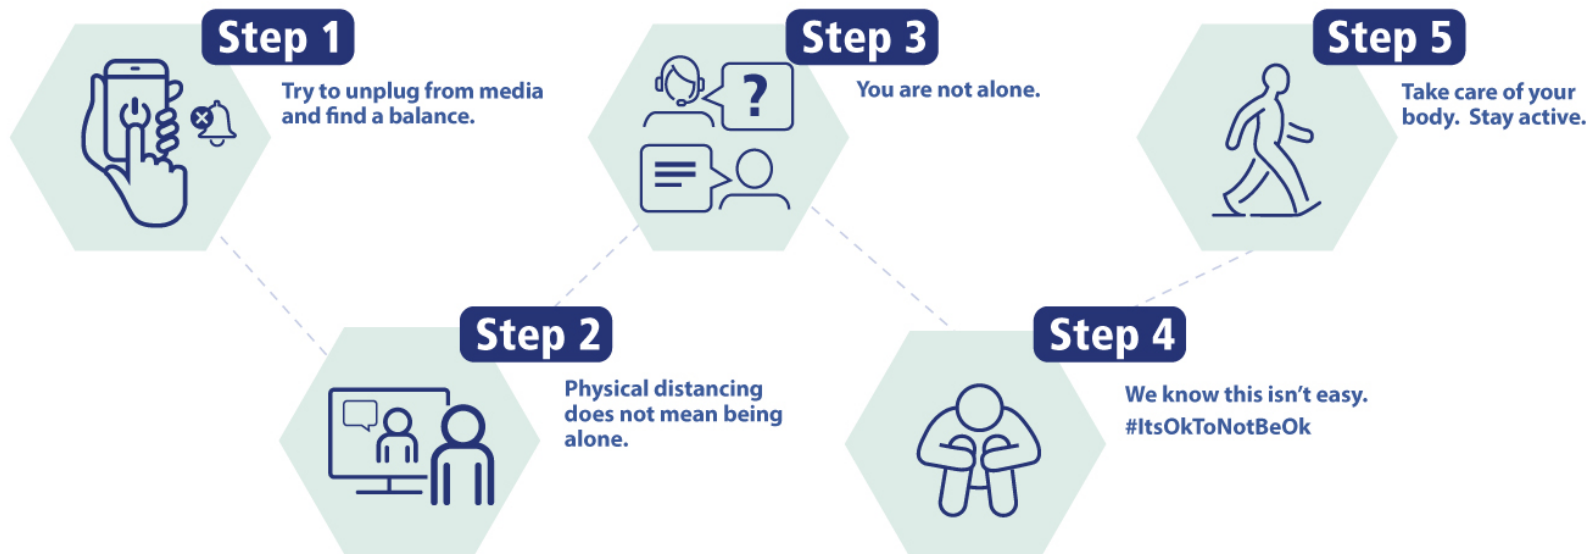 Step 1
Try to unplug from media
and find a balance.
Step 2
Physical distancing
does not mean being
alone.
Step 3
?
You are not alone.
Step 4
We know this isn't easy.
#ItsOkToNotBeOk
Step 5
Take care of your
body.  Stay active.